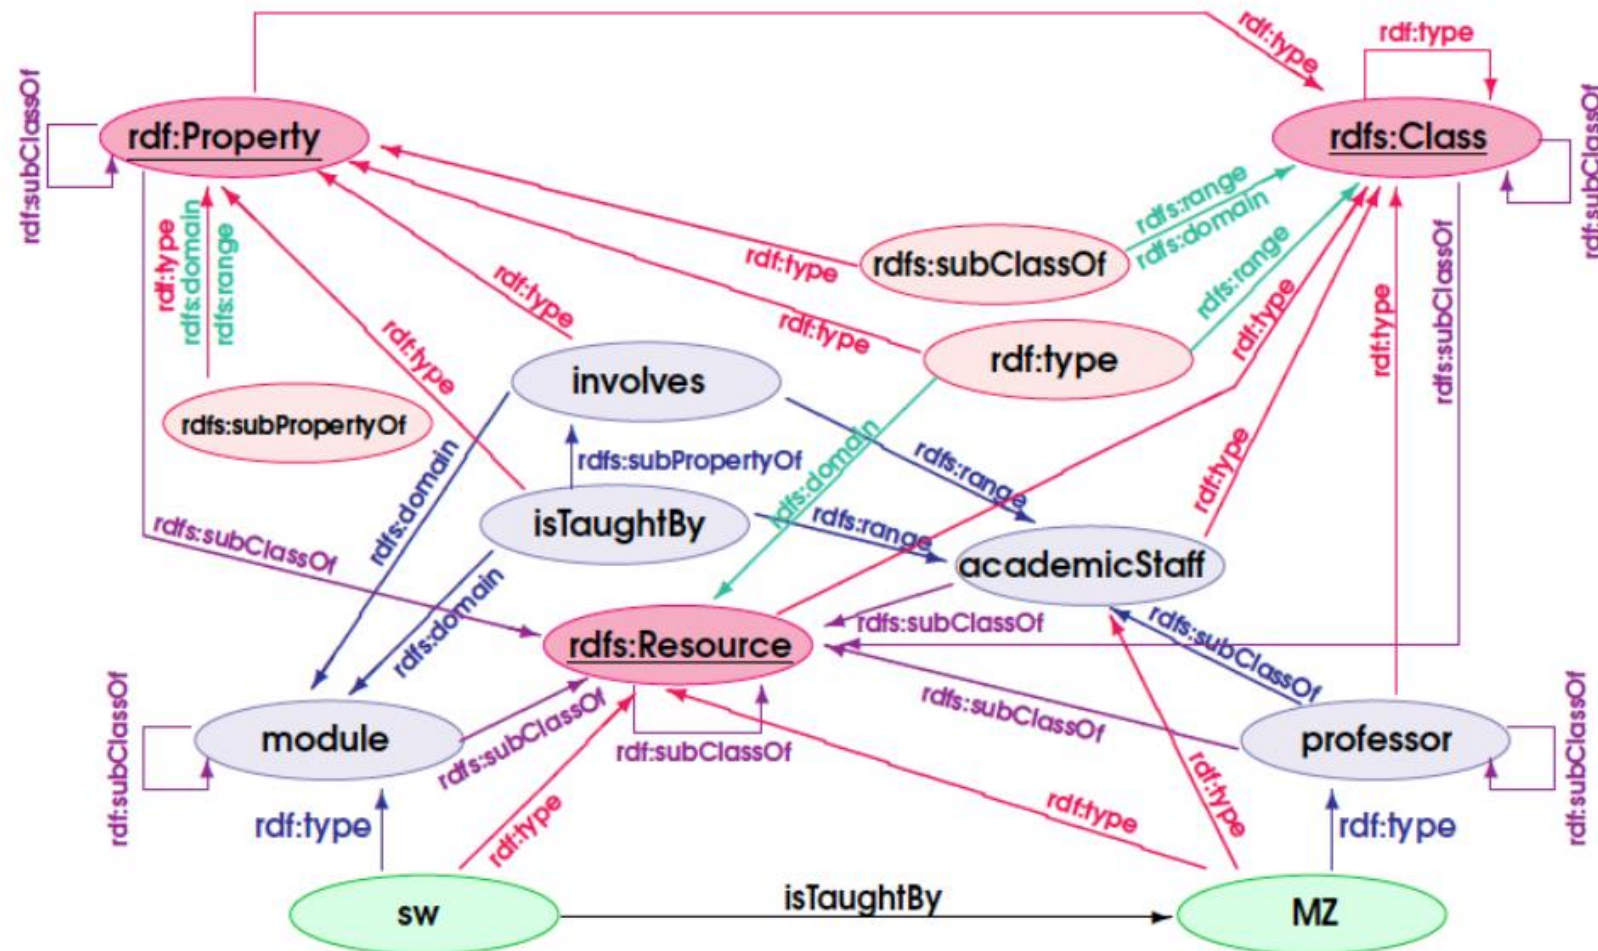 rdf:type
rdf:type
rdf:subClassOf
rdf:Property
rdfs:Class
rdf:subClassOf
rdfs:range
rdfs:domain
rdf:type
rdfs:domain
rdfs:range
rdf:type
rdfs:subClassOf
rdfs:range
rdf:type
rdf:type
rdf:type
rdf:type
rdf:type
rdf:type
rdfs:subClassOf
rdf:type
involves
rdfs:subPropertyOf
rdfs:subPropertyOf
rdfs:domain
rdfs:domain
rdfs:range
rdf:type
isTaughtBy
rdfs:range
rdfs:subClassOf
academicStaff
rdfs:domain
rdfs:Resource
rdfs:subClassOf
rdfs:subClassOf
rdf:subClassOf
module
rdfs:subClassOf
rdf:subClassOf
rdfs:subClassOf
professor
rdf:subClassOf
rdf:type
rdf:type
rdf:type
rdf:type
rdf:type
isTaughtBy
sw
MZ